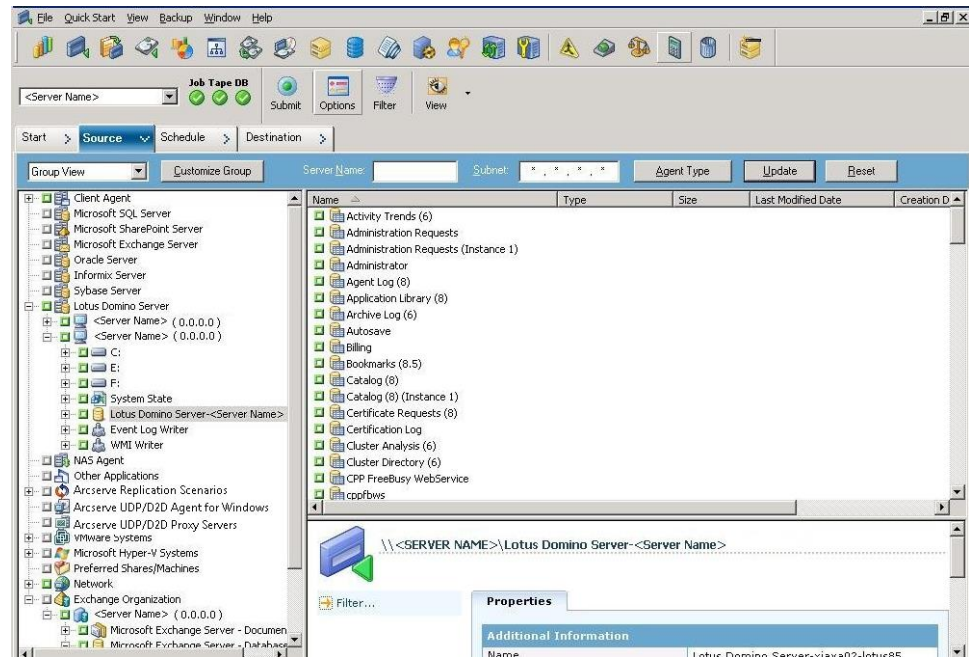 File Quick Start View Backup Window Help
Job Tape DB
<Server Name>
Submit Options Filter View
Start > Source Schedule > Destination >
Group View Customize Group Server Name: Subnet: * . * . * . * Agent Type Update Reset
Client Agent
Microsoft SQL Server
Microsoft SharePoint Server
Microsoft Exchange Server
Oracle Server
Informix Server
Sybase Server
Lotus Domino Server
<Server Name> ( 0.0.0.0 )
<Server Name> ( 0.0.0.0 )
C:
E:
F:
System State
Lotus Domino Server-<Server Name>
Event Log Writer
WMI Writer
NAS Agent
Other Applications
Arcserve Replication Scenarios
Arcserve UDP/D2D Agent for Windows
Arcserve UDP/D2D Proxy Servers
VMware Systems
Microsoft Hyper-V Systems
Preferred Shares/Machines
Network
Exchange Organization
<Server Name> ( 0.0.0.0 )
Microsoft Exchange Server - Documen
Microsoft Exchange Server - Database
Name Type Size Last Modified Date Creation D
Activity Trends (6)
Administration Requests
Administration Requests (Instance 1)
Administrator
Agent Log (8)
Application Library (8)
Archive Log (6)
Autosave
Billing
Bookmarks (8.5)
Catalog (8)
Catalog (8) (Instance 1)
Certificate Requests (8)
Certification Log
Cluster Analysis (6)
Cluster Directory (6)
CPP FreeBusy WebService
cppfbws
\\<SERVER NAME>\Lotus Domino Server-<Server Name>
Filter...
Properties
Additional Information
Name Lotus Domino Server-xiaxa02-lotus85